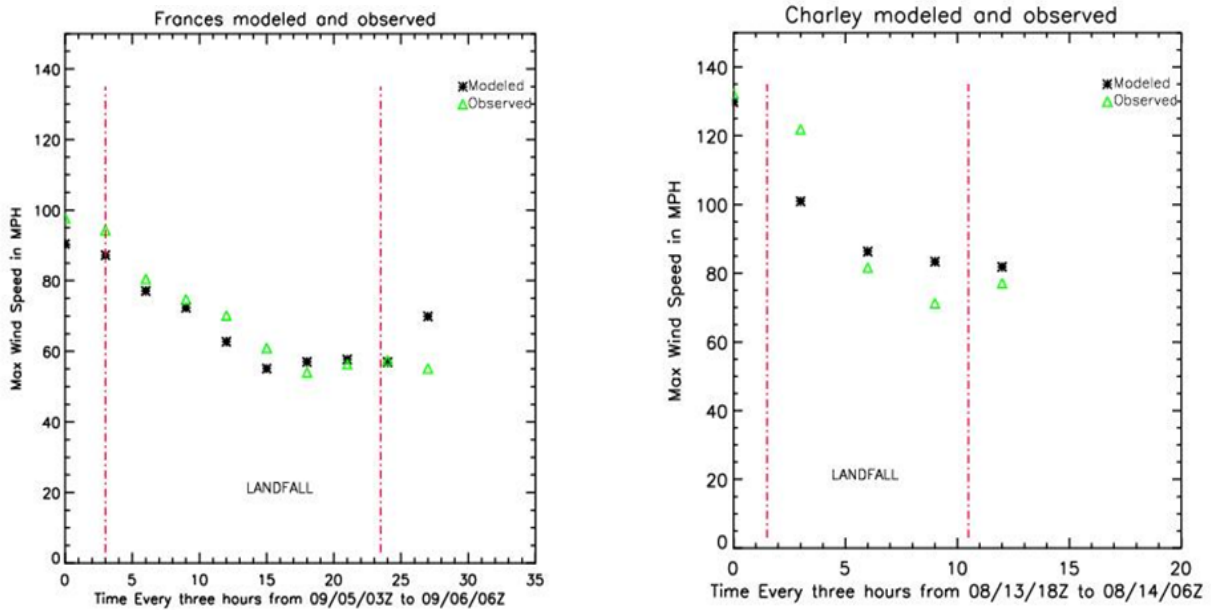 Frances modeled and observed
Modeled
Observed
140
120
100
80
60
40
20
0
Max Wind Speed in MPH
LANDFALL
0 5 10 15 20 25 30 35
Time Every three hours from 09/05/03Z to 09/06/06Z
Charley modeled and observed
Modeled
Observed
140
120
100
80
60
40
20
0
Max Wind Speed in MPH
LANDFALL
0 5 10 15 20
Time Every three hours from 08/13/18Z to 08/14/06Z